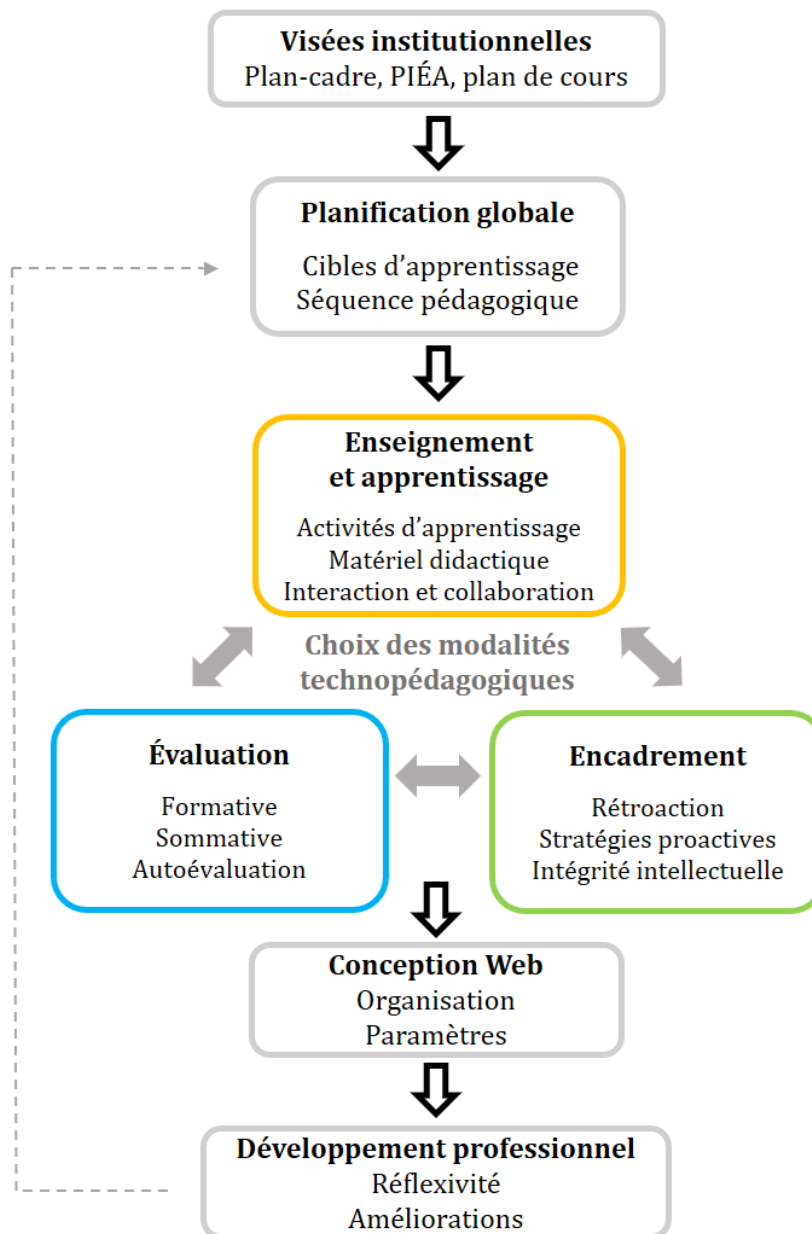 Visées institutionnelles
Plan-cadre, PIÉA, plan de cours
Planification globale
Cibles d’apprentissage
Séquence pédagogique
Enseignement
et apprentissage
Activités d’apprentissage
Matériel didactique
Interaction et collaboration
Choix des modalités
technopédagogiques
Évaluation
Formative
Sommative
Autoévaluation
Encadrement
Rétroaction
Stratégies proactives
Intégrité intellectuelle
Conception Web
Organisation
Paramètres
Développement professionnel
Réflexivité
Améliorations